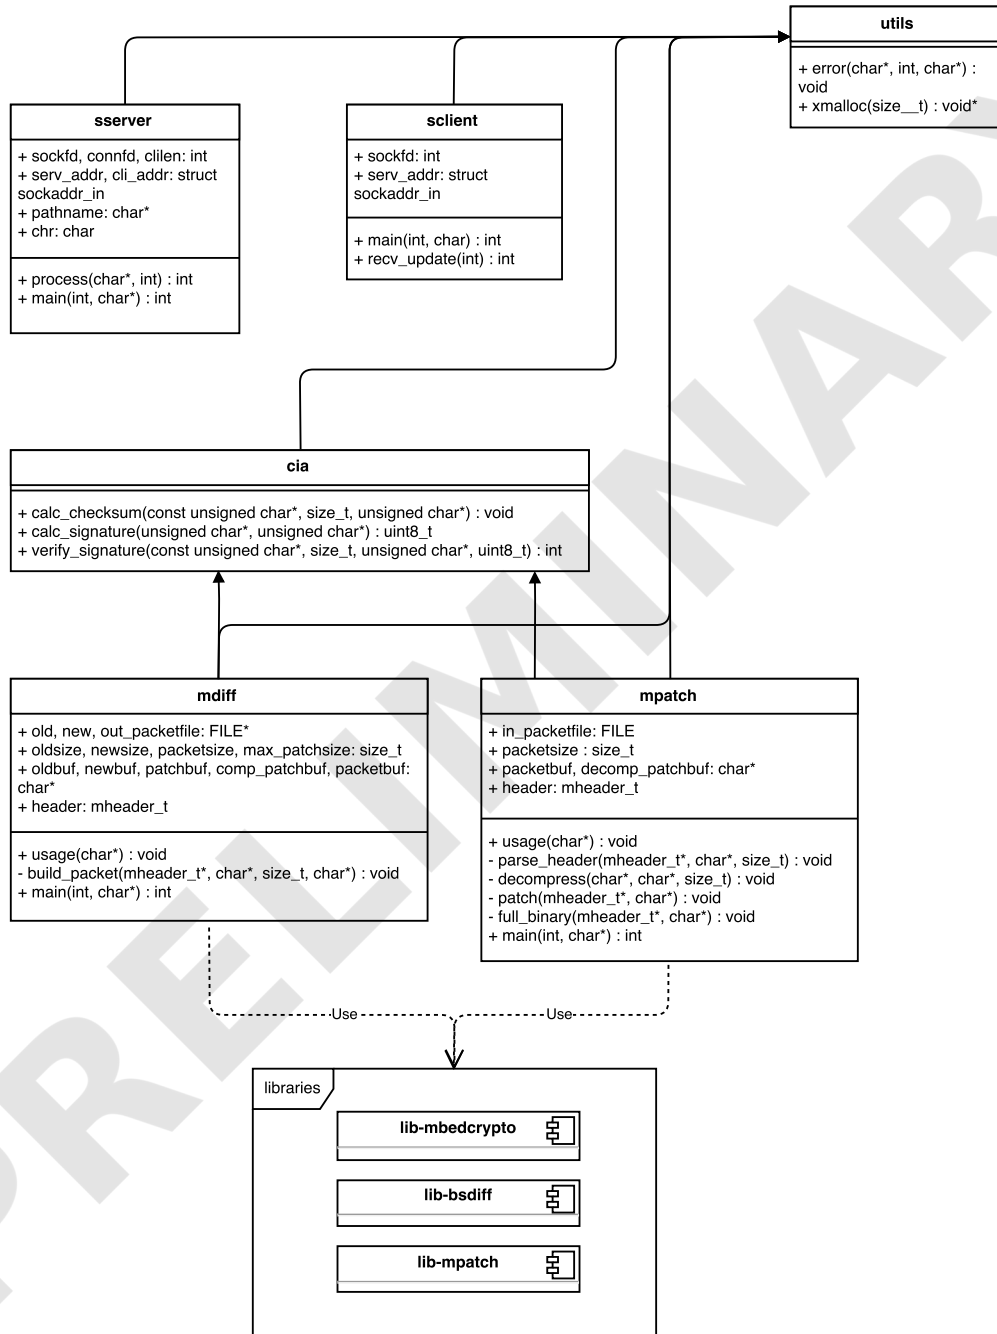 utils
+ error(char*, int, char*) :
void
+ xmalloc(size__t) : void*
sserver
+ sockfd, connfd, clilen: int
+ serv_addr, cli_addr: struct
sockaddr_in
+ pathname: char*
+ chr: char
+ process(char*, int) : int
+ main(int, char*) : int
sclient
+ sockfd: int
+ serv_addr: struct
sockaddr_in
+ main(int, char) : int
+ recv_update(int) : int
cia
+ calc_checksum(const unsigned char*, size_t, unsigned char*) : void
+ calc_signature(unsigned char*, unsigned char*) : uint8_t
+ verify_signature(const unsigned char*, size_t, unsigned char*, uint8_t) : int
mdiff
+ old, new, out_packetfile: FILE*
+ oldsize, newsize, packetsize, max_patchsize: size_t
+ oldbuf, newbuf, patchbuf, comp_patchbuf, packetbuf:
char*
+ header: mheader_t
+ usage(char*) : void
- build_packet(mheader_t*, char*, size_t, char*) : void
+ main(int, char*) : int
mpatch
+ in_packetfile: FILE
+ packetsize : size_t
+ packetbuf, decomp_patchbuf: char*
+ header: mheader_t
+ usage(char*) : void
- parse_header(mheader_t*, char*, size_t) : void
- decompress(char*, char*, size_t) : void
- patch(mheader_t*, char*) : void
- full_binary(mheader_t*, char*) : void
+ main(int, char*) : int
Use
Use
libraries
lib-mbedcrypto
lib-bsdiff
lib-mpatch
PRELIMINARY